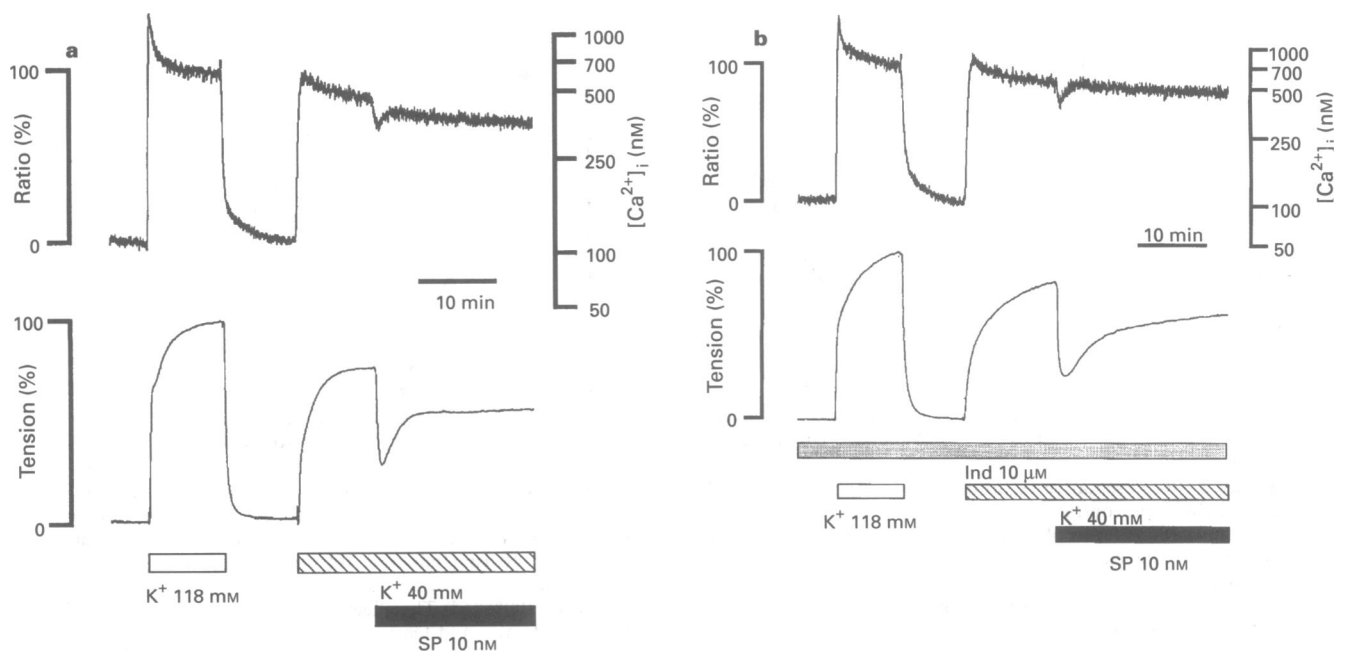 a
Ratio (%)
100
0
1000
700
500
250
100
50
[Ca²⁺]ᵢ (nM)
10 min
Tension (%)
100
0
K⁺ 118 mM
K⁺ 40 mM
SP 10 nM
b
Ratio (%)
100
0
1000
700
500
250
100
50
[Ca²⁺]ᵢ (nM)
10 min
Tension (%)
100
0
Ind 10 μM
K⁺ 118 mM
K⁺ 40 mM
SP 10 nM